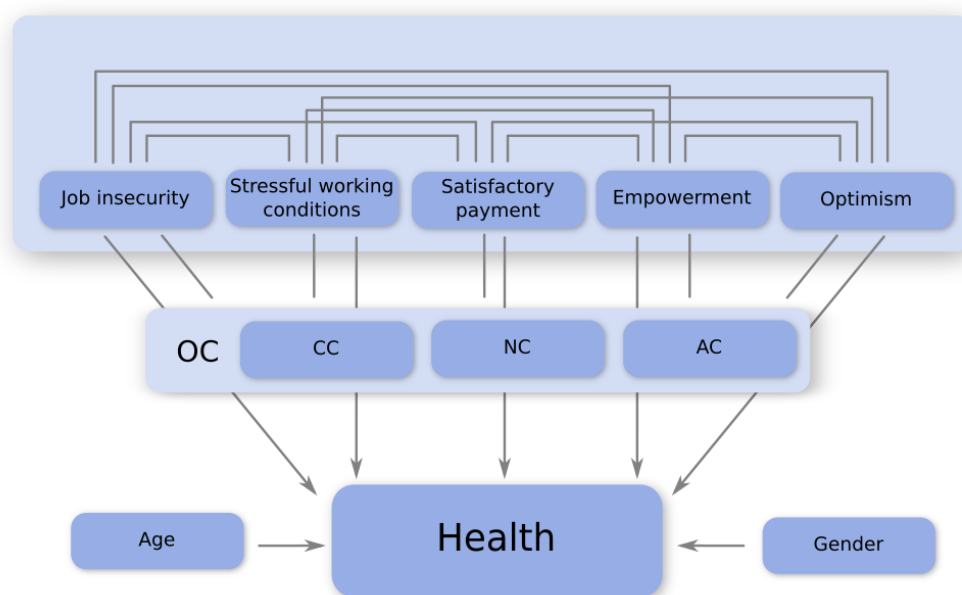 Job insecurity
Stressful working
conditions
Satisfactory
payment
Empowerment
Optimism
OC
CC
NC
AC
Health
Age
Gender